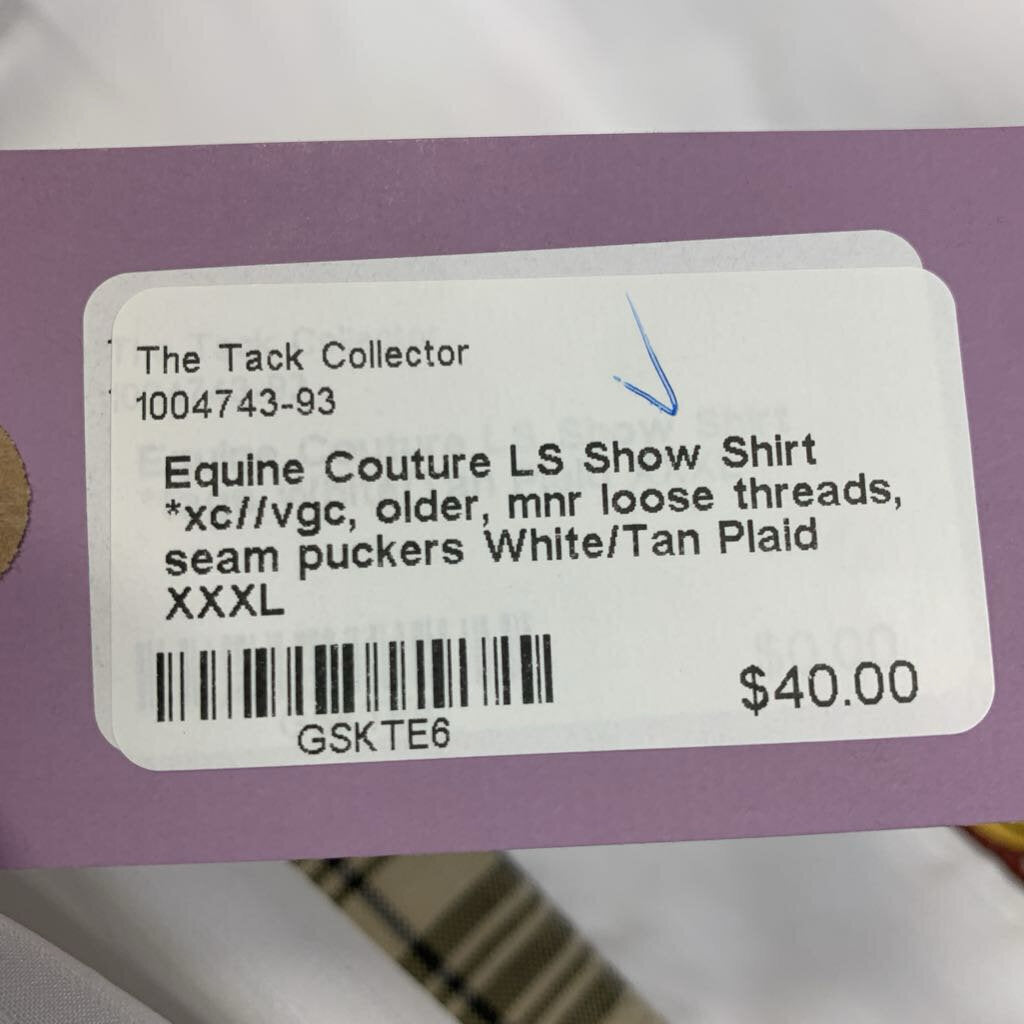 The Tack Collector
1004743-93
Equine Couture LS Show Shirt
*xc//vgc, older, mnr loose threads,
seam puckers White/Tan Plaid
XXXL
GSKTE6
$40.00